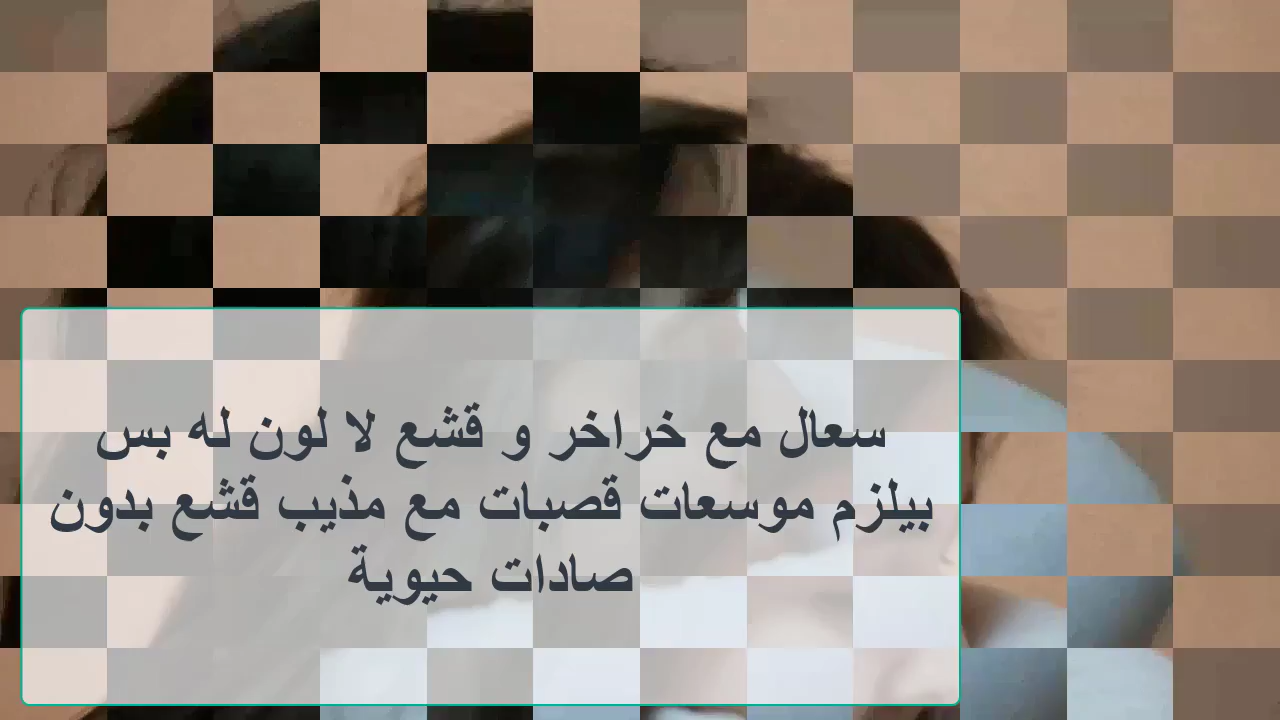 سعال مع خراخر و قشع لا لون له بس
بيلزم موسعات قصبات مع مذيب قشع بدون
صادات حيوية